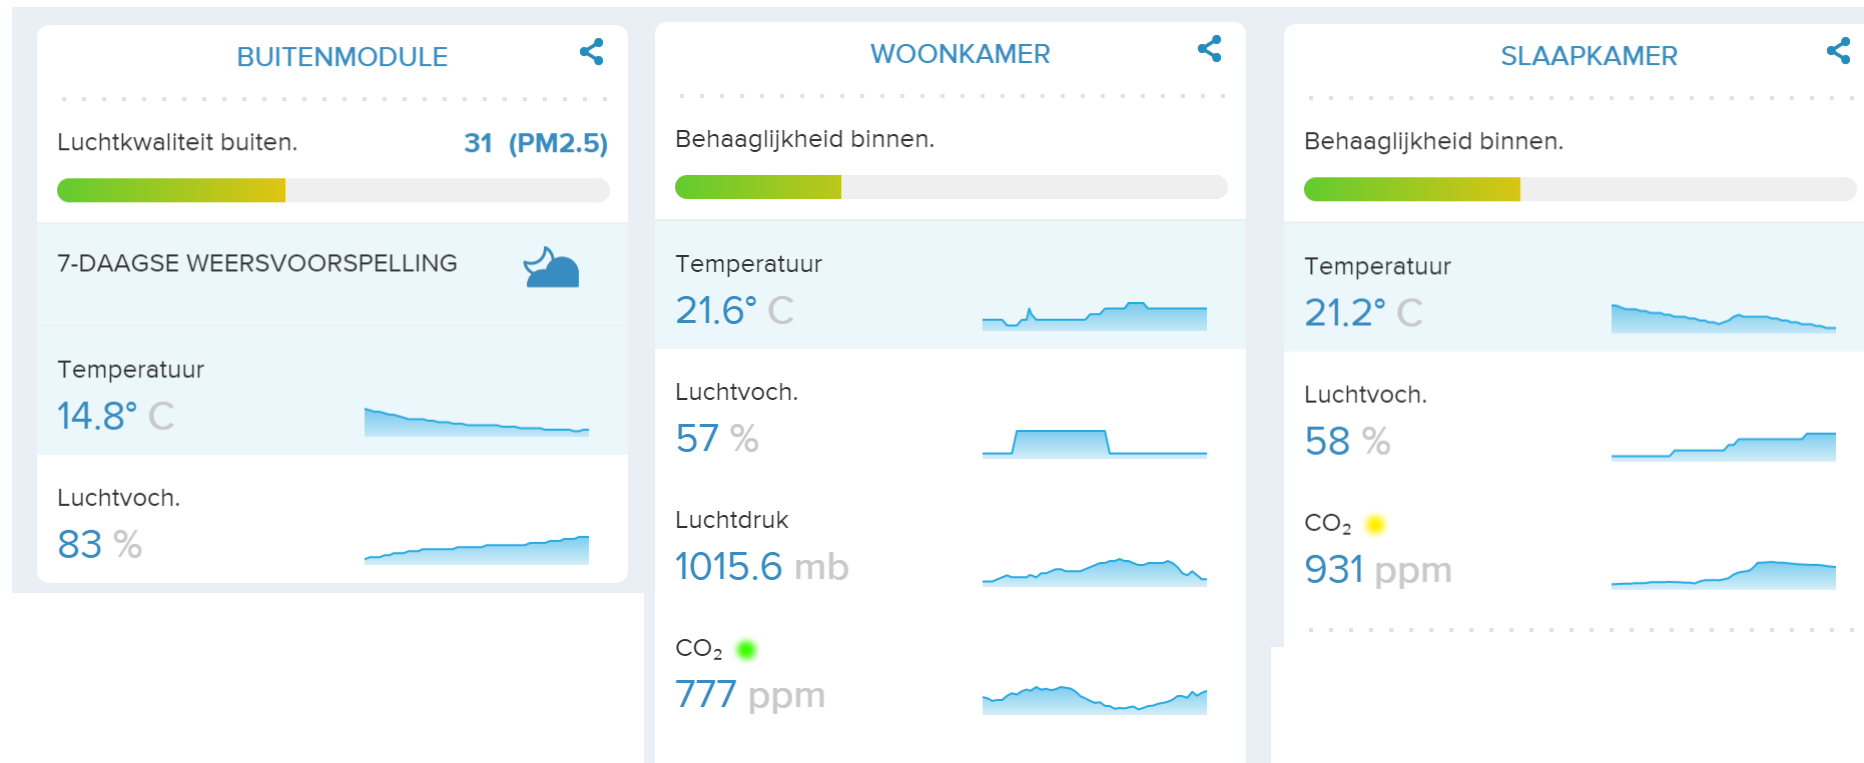 BUITENMODULE
Luchtkwaliteit buiten. 31 (PM2.5)
7-DAAGSE WEERSVOORSPELLING
Temperatuur
14.8° C
Luchtvoch.
83 %
WOONKAMER
Behaaglijkheid binnen.
Temperatuur
21.6° C
Luchtvoch.
57 %
Luchtdruk
1015.6 mb
CO₂
777 ppm
SLAAPKAMER
Behaaglijkheid binnen.
Temperatuur
21.2° C
Luchtvoch.
58 %
CO₂
931 ppm